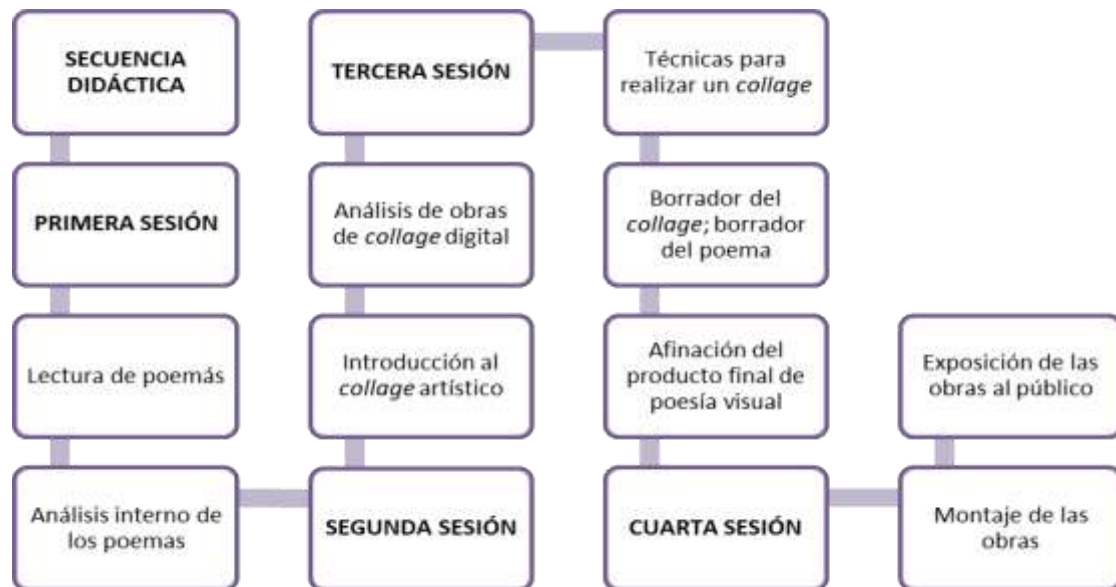 SECUENCIA
DIDÁCTICA
PRIMERA SESIÓN
Lectura de poemás
Análisis interno de
los poemas
SEGUNDA SESIÓN
Introducción al
collage artístico
Análisis de obras
de collage digital
TERCERA SESIÓN
Técnicas para
realizar un collage
Borrador del
collage; borrador
del poema
Afinación del
producto final de
poesía visual
CUARTA SESIÓN
Montaje de las
obras
Exposición de las
obras al público